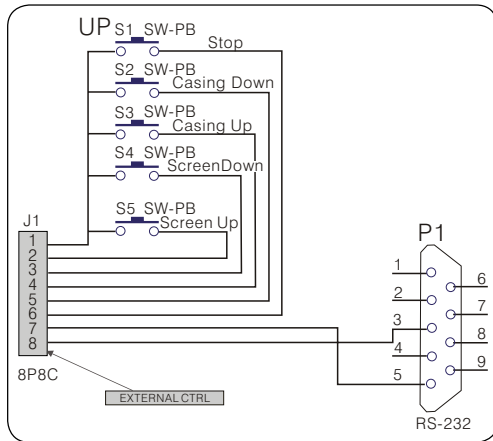 UP
S1 SW-PB
Stop
S2 SW-PB
Casing Down
S3 SW-PB
Casing Up
S4 SW-PB
ScreenDown
S5 SW-PB
Screen Up
J1
1
2
3
4
5
6
7
8
8P8C
EXTERNAL CTRL
P1
1
6
2
7
3
8
4
9
5
RS-232